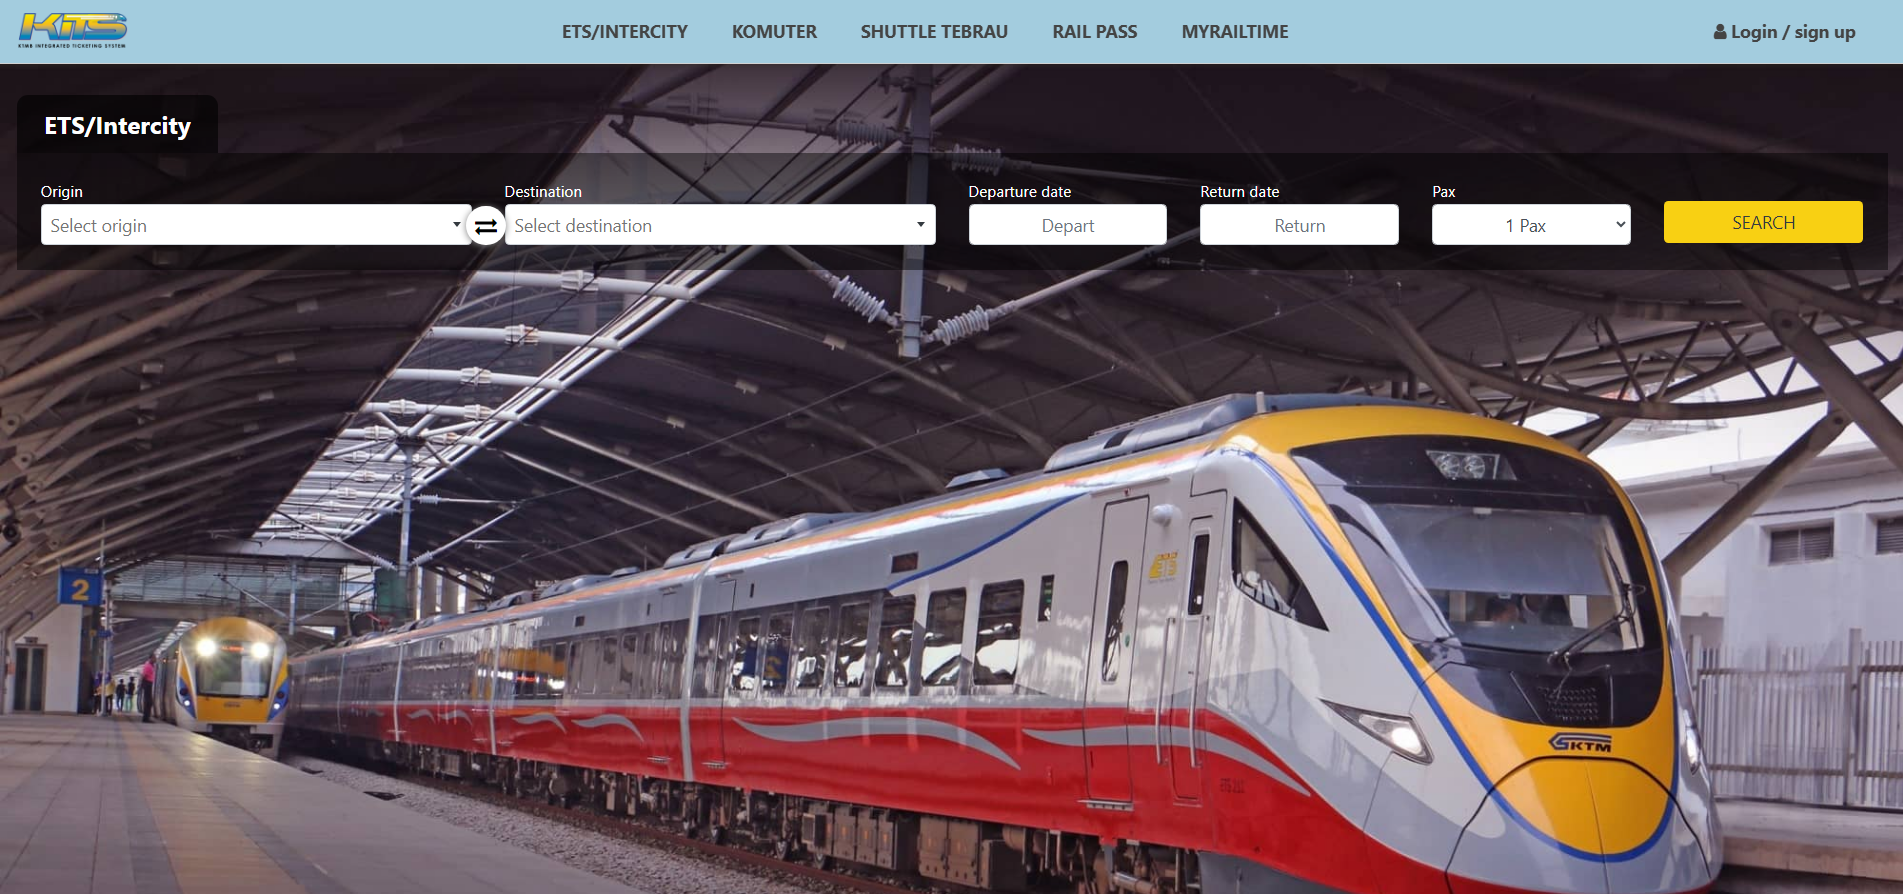 KITS
KTMB INTEGRATED TICKETING SYSTEM
ETS/INTERCITY
KOMUTER
SHUTTLE TEBRAU
RAIL PASS
MYRAILTIME
Login / sign up
ETS/Intercity
Origin
Destination
Departure date
Return date
Pax
Select origin
Select destination
Depart
Return
1 Pax
SEARCH
2
KTM